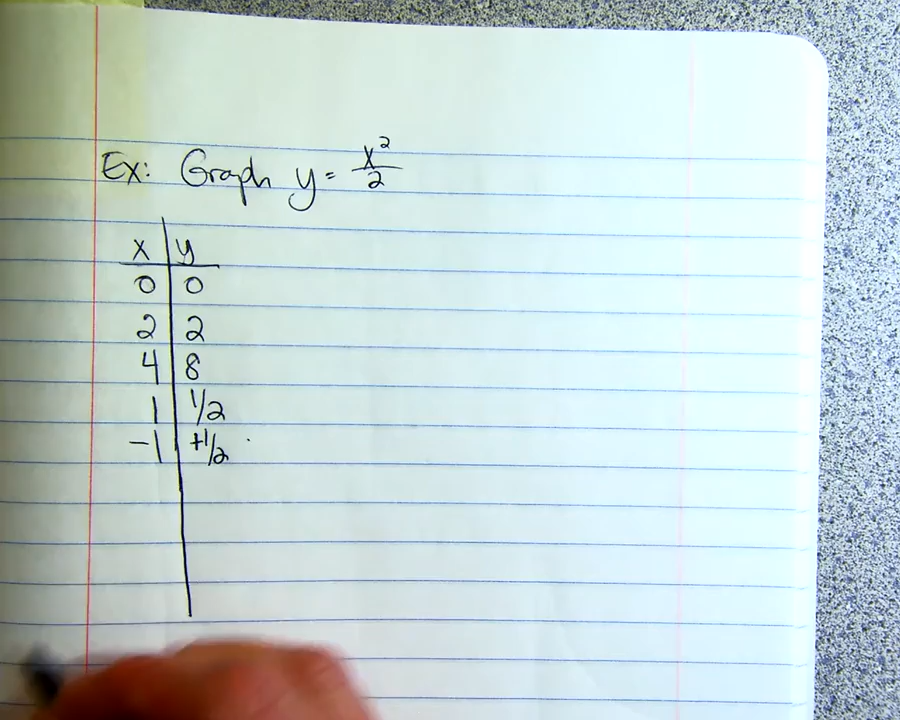 Ex: Graph y = x²/2
x y
0 0
2 2
4 8
1 1/2
-1 +1/2